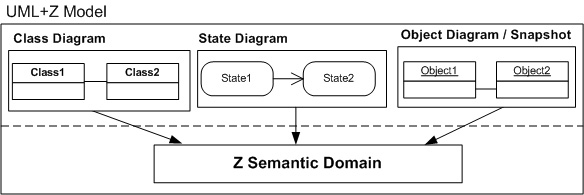 UML+Z Model
Class Diagram
Class1
Class2
State Diagram
State1
State2
Object Diagram / Snapshot
Object1
Object2
Z Semantic Domain